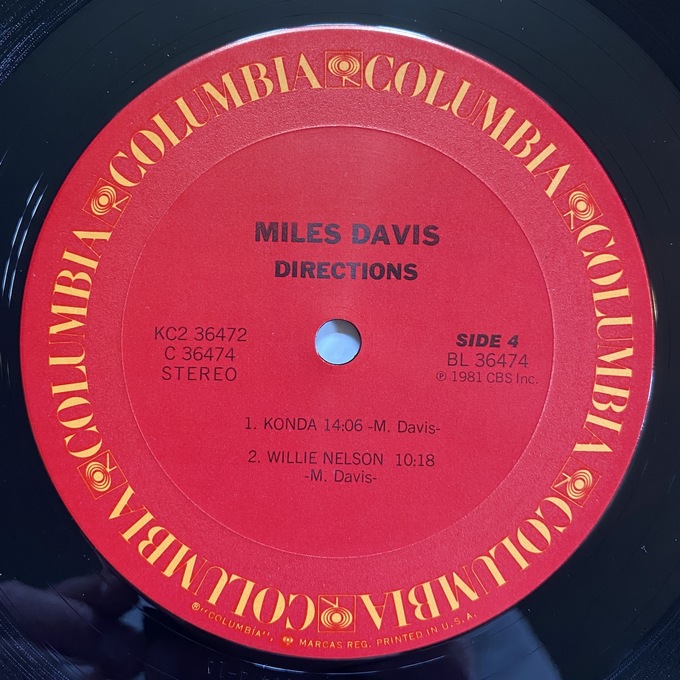 COLUMBIA COLUMBIA COLUMBIA COLUMBIA COLUMBIA COLUMBIA COLUMBIA COLUMBIA
MILES DAVIS
DIRECTIONS
KC2 36472
C 36474
STEREO
SIDE 4
BL 36474
℗ 1981 CBS Inc.
1. KONDA 14:06 -M. Davis-
2. WILLIE NELSON 10:18
-M. Davis-
®"COLUMBIA", MARCAS REG. PRINTED IN U.S.A.